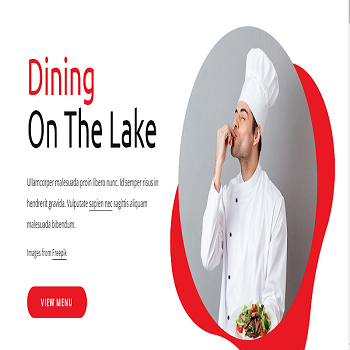 Dining
On The Lake
Ullamcorper malesuada proin libero nunc. Id semper risus in
hendrerit gravida. Vulputate sapien nec sagittis aliquam
malesuada bibendum.
Images from Freepik
VIEW MENU